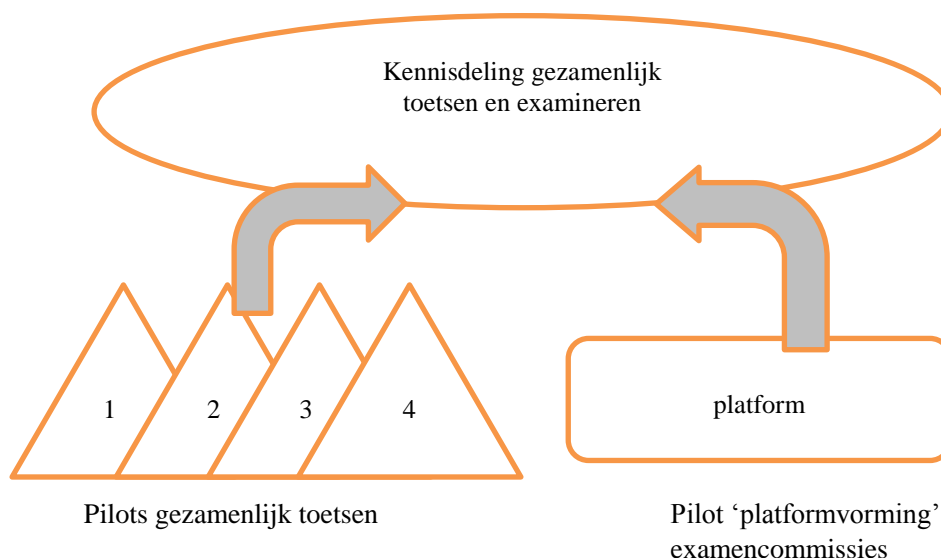 Kennisdeling gezamenlijk
toetsen en examineren
1 2 3 4
platform
Pilots gezamenlijk toetsen
Pilot ‘platformvorming’
examencommissies